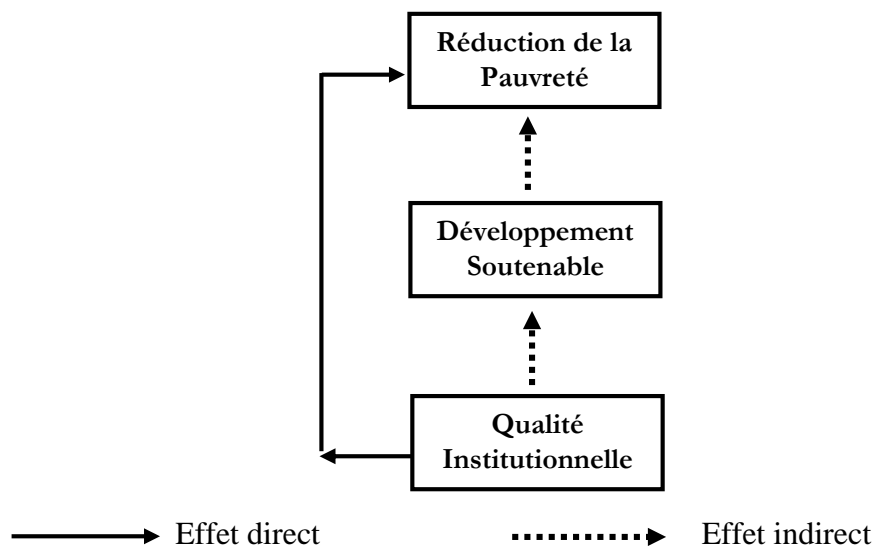 Réduction de la
Pauvreté
Développement
Soutenable
Qualité
Institutionnelle
Effet direct
Effet indirect